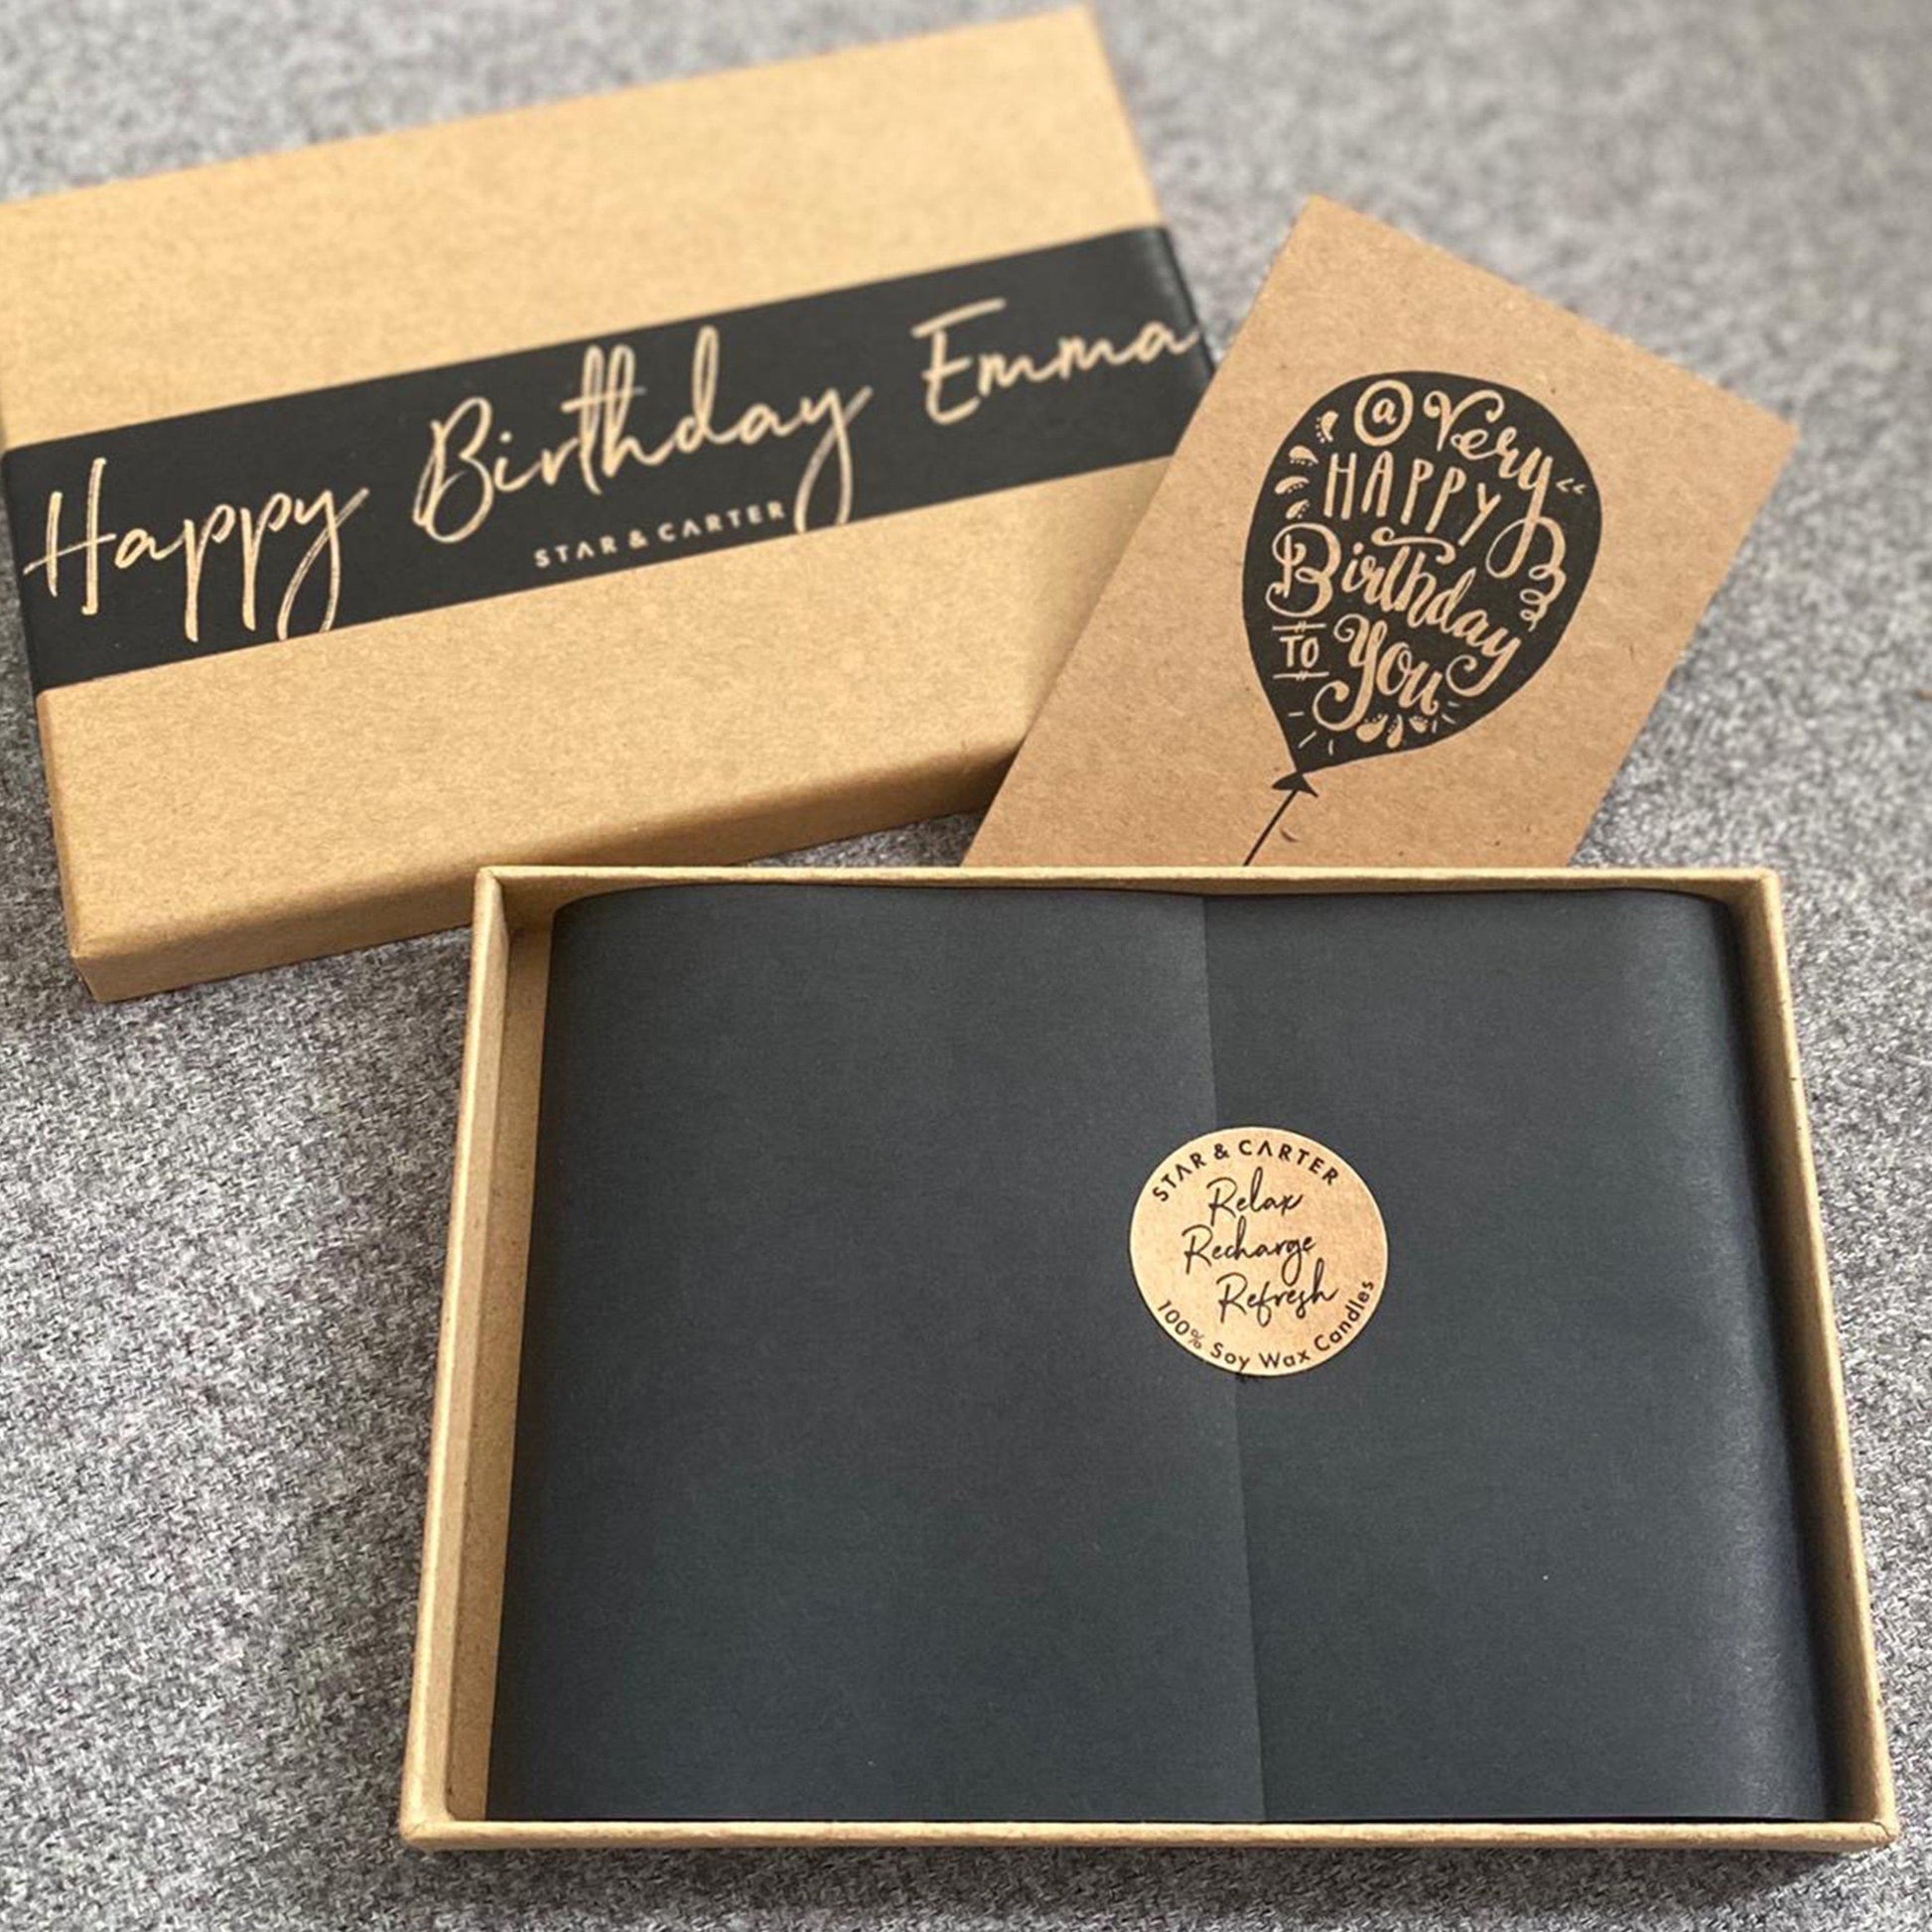 Happy Birthday Emma
STAR & CARTER
a Very
HAPPY
Birthday
TO You
STAR & CARTER
Relax
Recharge
Refresh
100% Soy Wax Candles